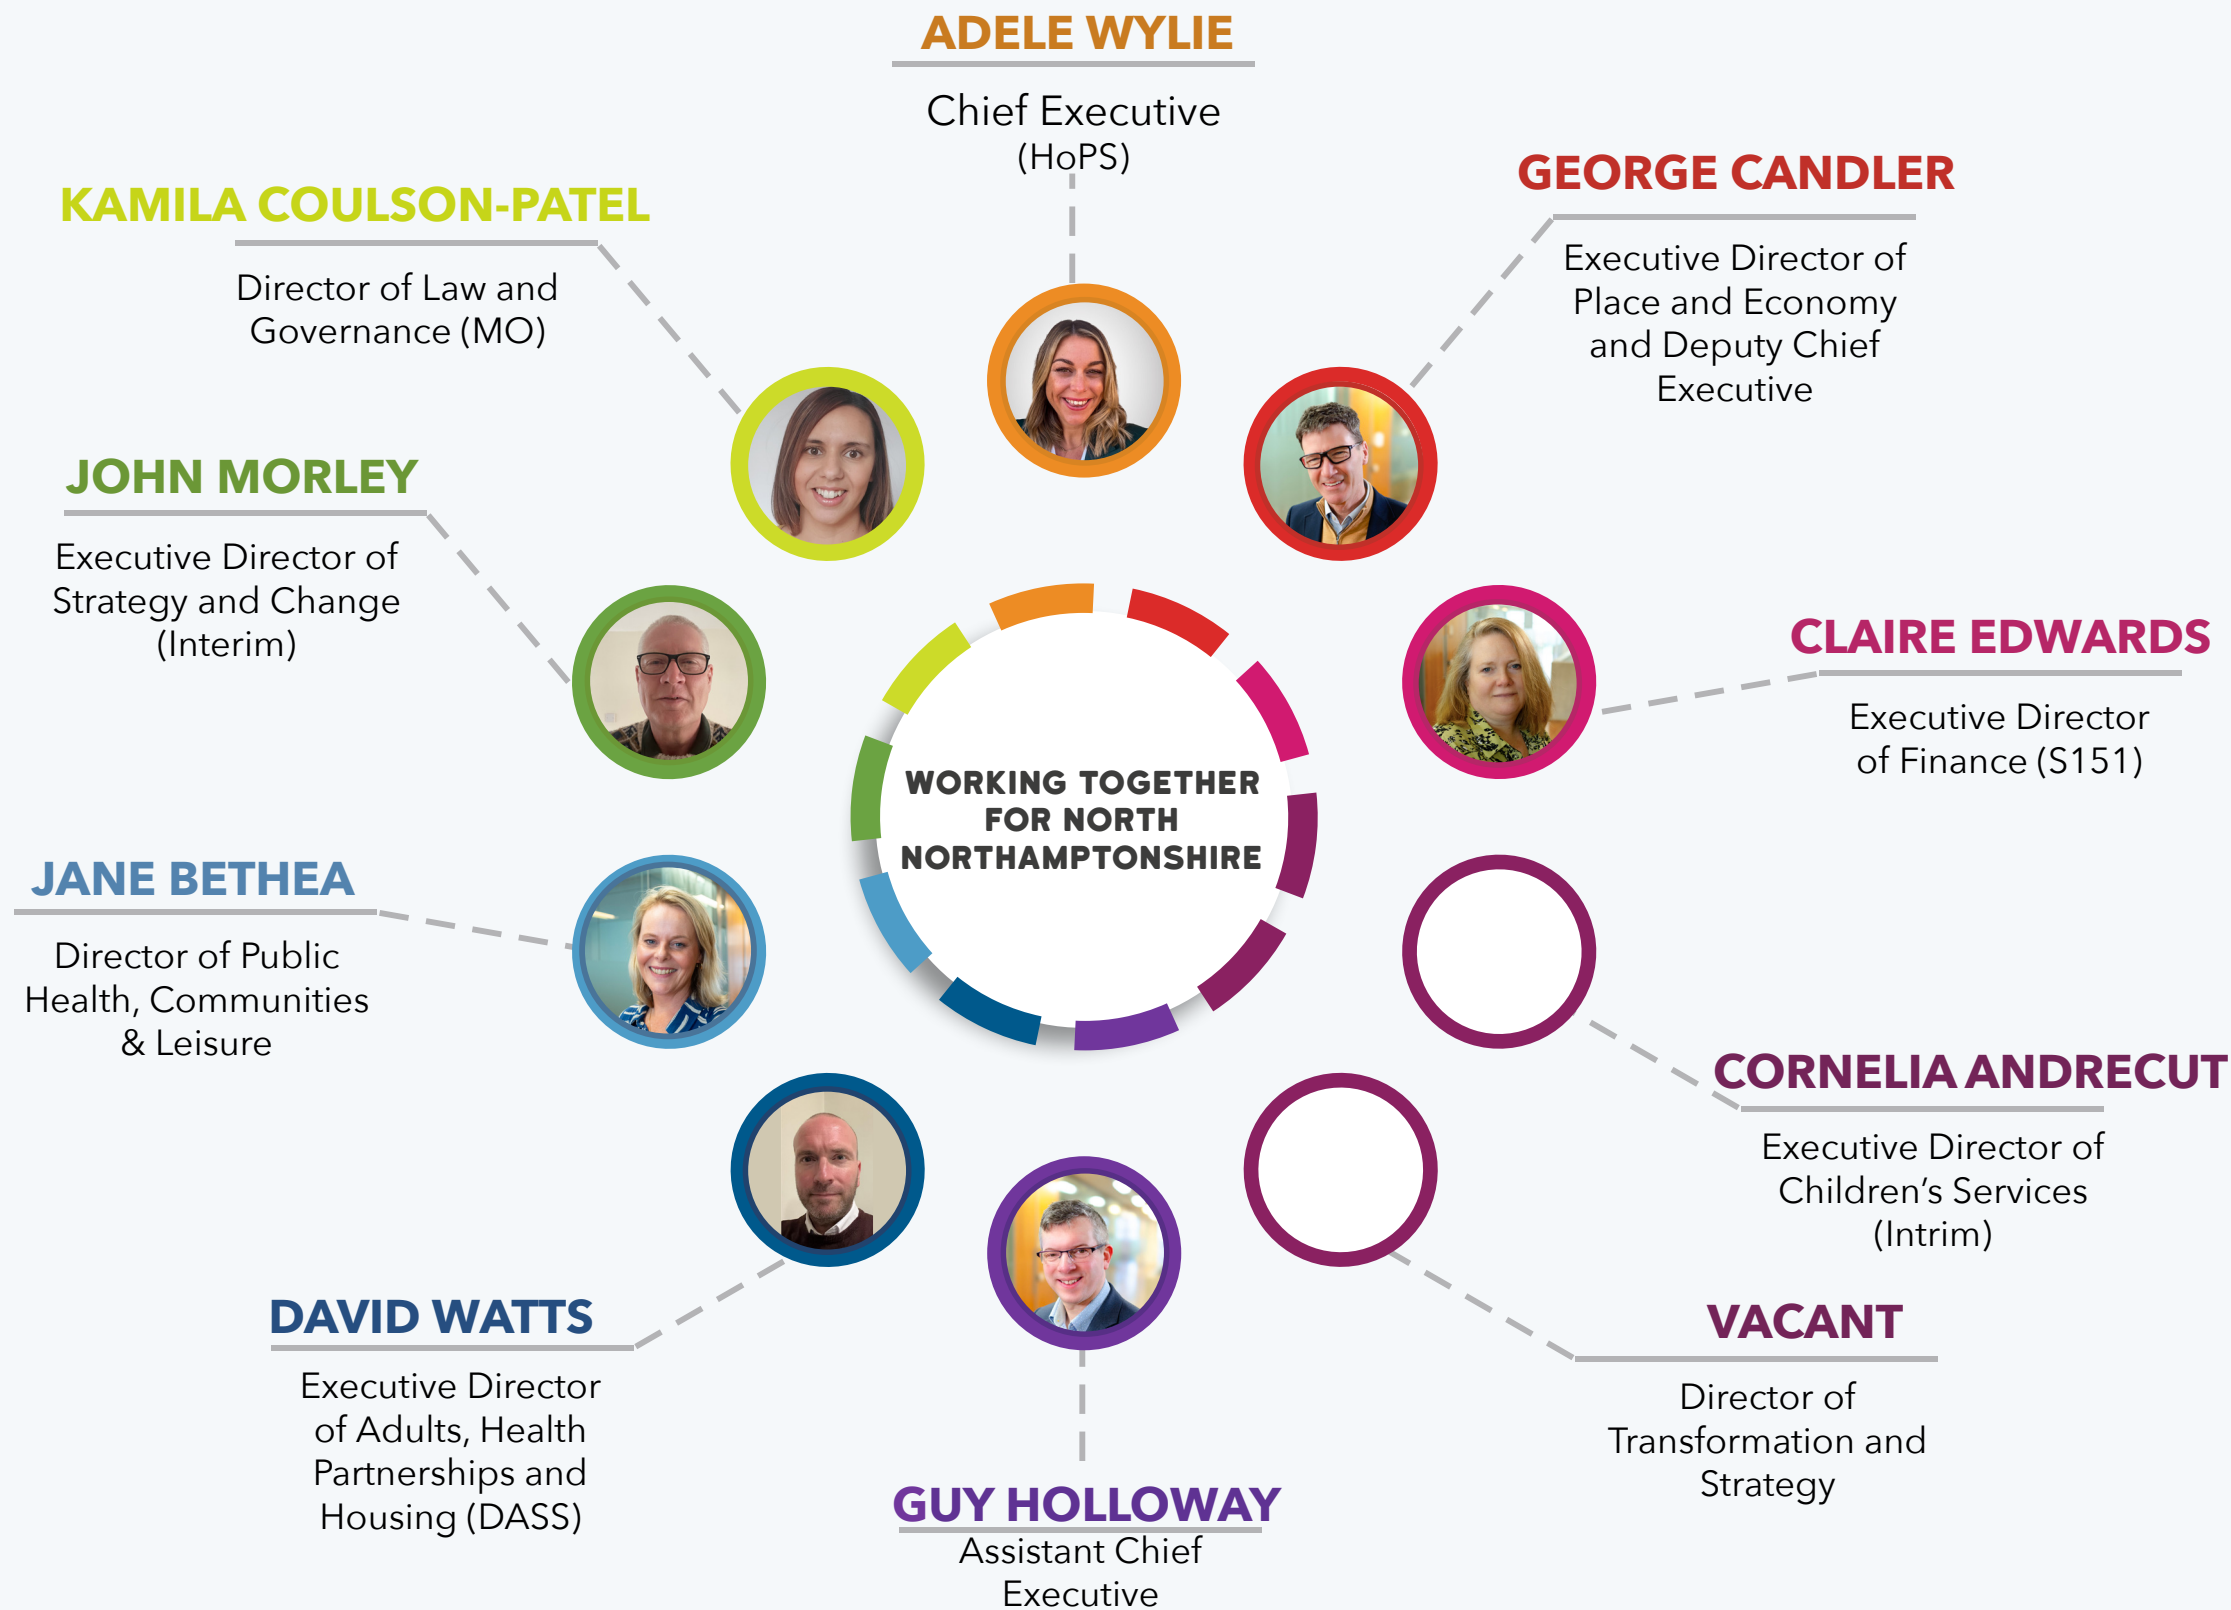 ADELE WYLIE
Chief Executive
(HoPS)
GEORGE CANDLER
Executive Director of
Place and Economy
and Deputy Chief
Executive
KAMILA COULSON-PATEL
Director of Law and
Governance (MO)
JOHN MORLEY
Executive Director of
Strategy and Change
(Interim)
CLAIRE EDWARDS
Executive Director
of Finance (S151)
WORKING TOGETHER
FOR NORTH
NORTHAMPTONSHIRE
JANE BETHEA
Director of Public
Health, Communities
& Leisure
CORNELIA ANDRECUT
Executive Director of
Children’s Services
(Intrim)
DAVID WATTS
Executive Director
of Adults, Health
Partnerships and
Housing (DASS)
VACANT
Director of
Transformation and
Strategy
GUY HOLLOWAY
Assistant Chief
Executive